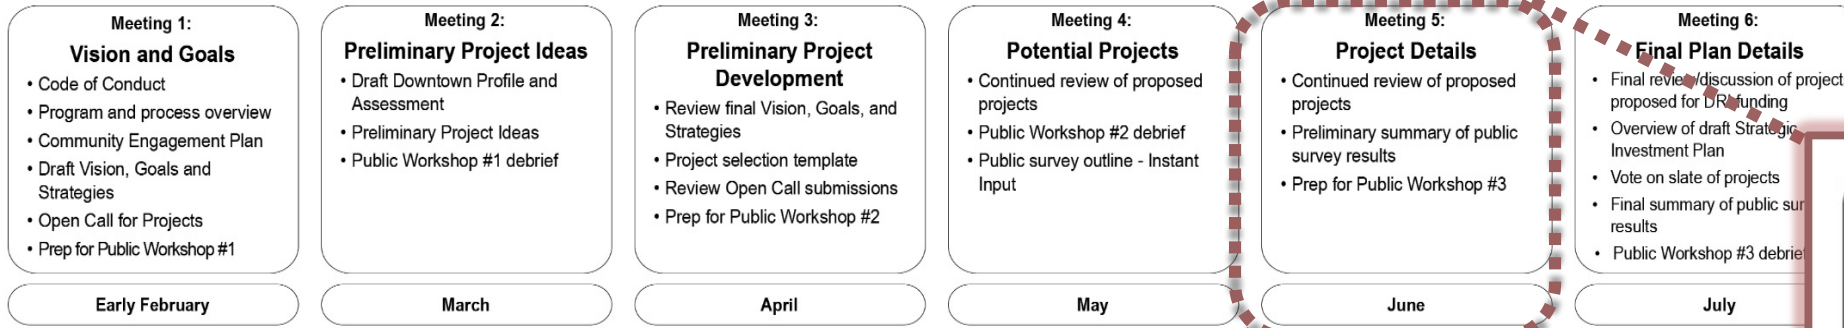 Meeting 1:
Vision and Goals
• Code of Conduct
• Program and process overview
• Community Engagement Plan
• Draft Vision, Goals and
Strategies
• Open Call for Projects
• Prep for Public Workshop #1
Early February
Meeting 2:
Preliminary Project Ideas
• Draft Downtown Profile and
Assessment
• Preliminary Project Ideas
• Public Workshop #1 debrief
March
Meeting 3:
Preliminary Project
Development
• Review final Vision, Goals, and
Strategies
• Project selection template
• Review Open Call submissions
• Prep for Public Workshop #2
April
Meeting 4:
Potential Projects
• Continued review of proposed
projects
• Public Workshop #2 debrief
• Public survey outline - Instant
Input
May
Meeting 5:
Project Details
• Continued review of proposed
projects
• Preliminary summary of public
survey results
• Prep for Public Workshop #3
June
Meeting 6:
Final Plan Details
• Final review/discussion of project
proposed for DRI funding
• Overview of draft Strategic
Investment Plan
• Vote on slate of projects
• Final summary of public sur
results
• Public Workshop #3 debrief
July